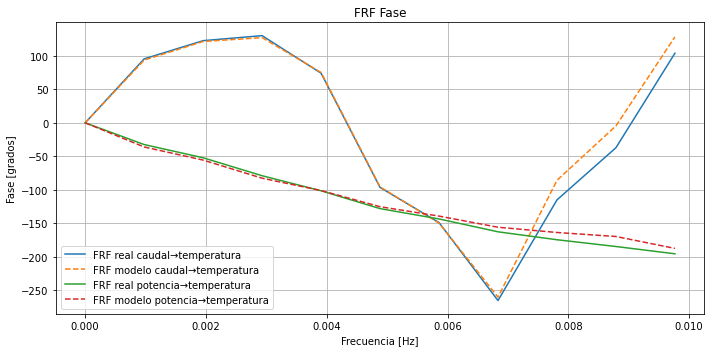 FRF Fase
Fase [grados]
100
50
0
−50
−100
−150
−200
−250
FRF real caudal→temperatura
FRF modelo caudal→temperatura
FRF real potencia→temperatura
FRF modelo potencia→temperatura
0.000
0.002
0.004
0.006
0.008
0.010
Frecuencia [Hz]